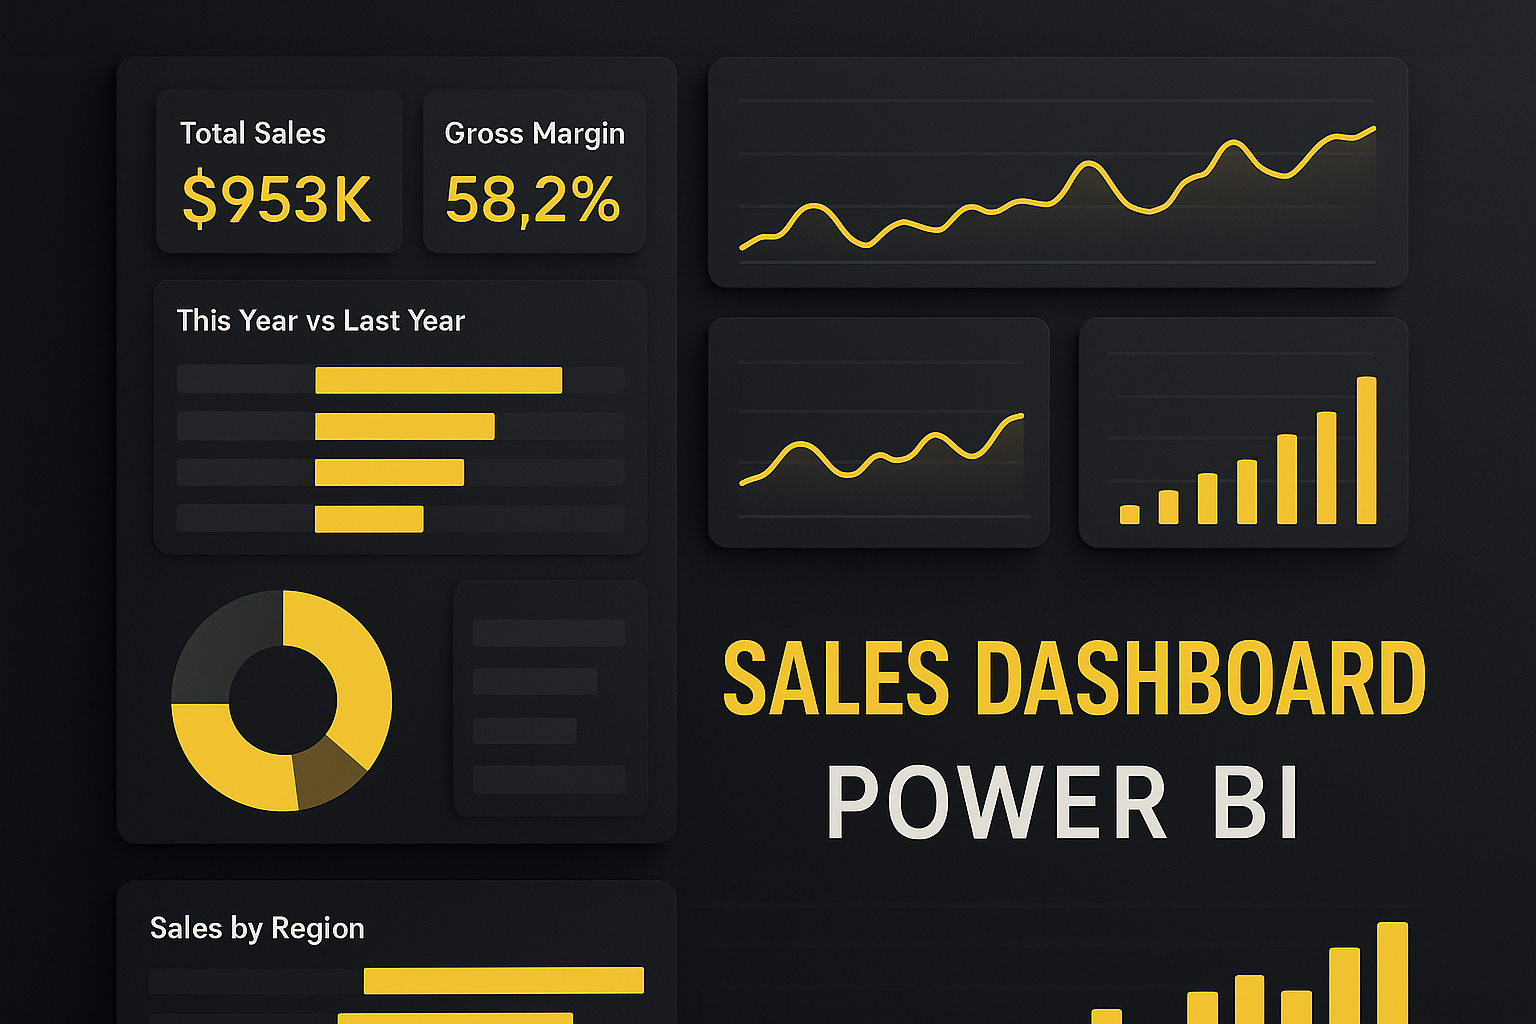 Total Sales
$953K
Gross Margin
58,2%
This Year vs Last Year
SALES DASHBOARD
POWER BI
Sales by Region